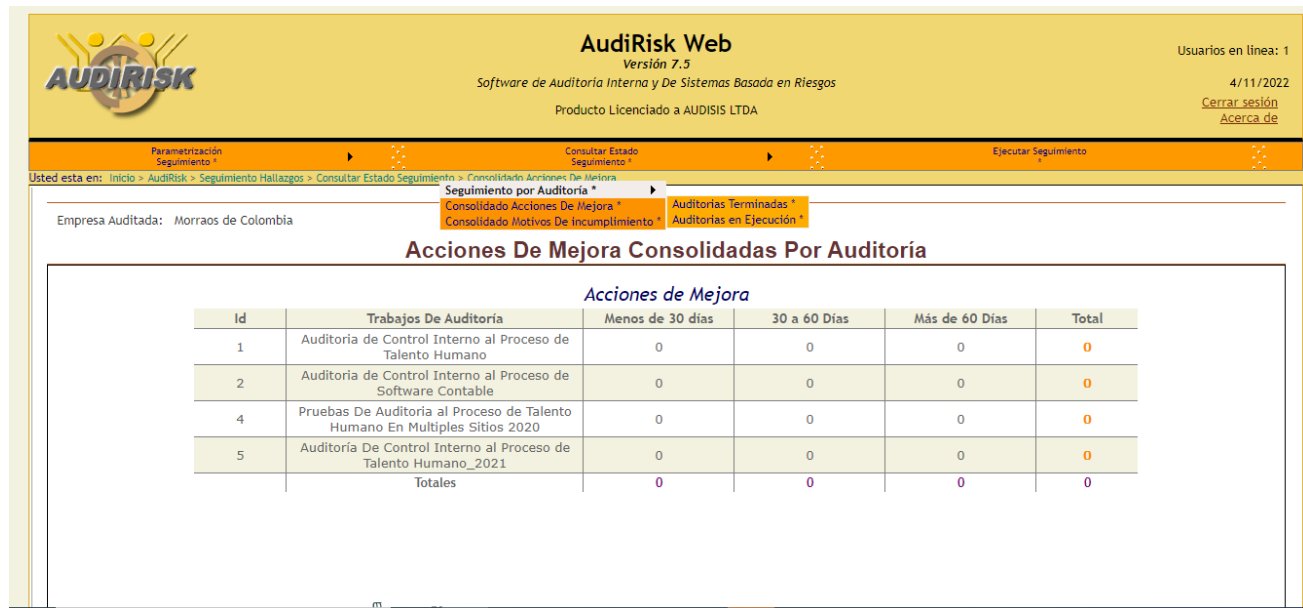 AUDIRISK
AudiRisk Web
Versión 7.5
Software de Auditoria Interna y De Sistemas Basada en Riesgos
Producto Licenciado a AUDISIS LTDA
Usuarios en linea: 1
4/11/2022
Cerrar sesión
Acerca de
Parametrización
Seguimiento *
Consultar Estado
Seguimiento *
Ejecutar Seguimiento
*
Usted esta en: Inicio > AudiRisk > Seguimiento Hallazgos > Consultar Estado Seguimiento > Consolidado Acciones De Mejora
Seguimiento por Auditoría *
Consolidado Acciones De Mejora *
Consolidado Motivos De incumplimiento *
Auditorias Terminadas *
Auditorias en Ejecución *
Empresa Auditada: Morraos de Colombia
Acciones De Mejora Consolidadas Por Auditoría
Acciones de Mejora
Id Trabajos De Auditoría Menos de 30 días 30 a 60 Días Más de 60 Días Total
1 Auditoria de Control Interno al Proceso de
Talento Humano 0 0 0 0
2 Auditoria de Control Interno al Proceso de
Software Contable 0 0 0 0
4 Pruebas De Auditoria al Proceso de Talento
Humano En Multiples Sitios 2020 0 0 0 0
5 Auditoría De Control Interno al Proceso de
Talento Humano_2021 0 0 0 0
Totales 0 0 0 0